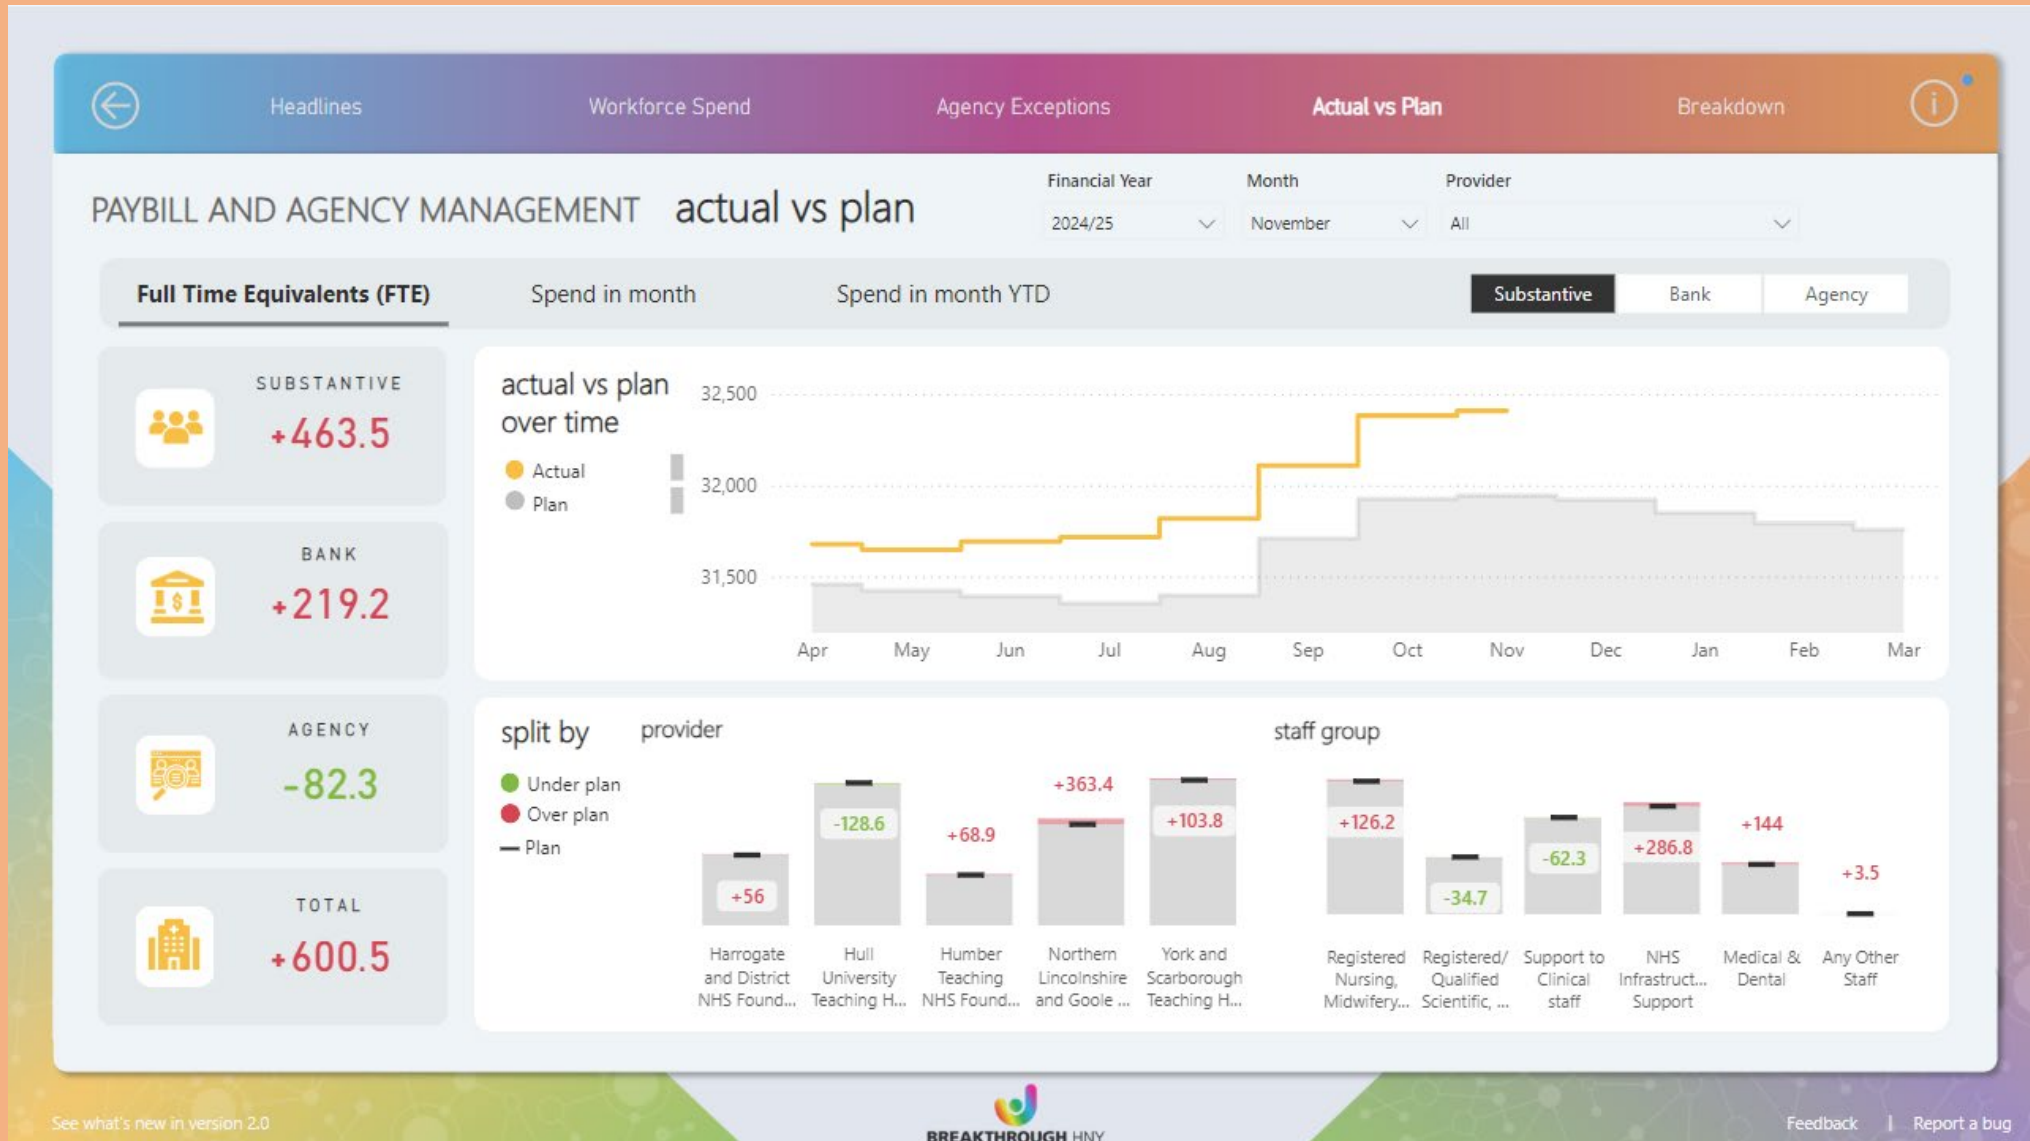 Headlines
Workforce Spend
Agency Exceptions
Actual vs Plan
Breakdown
i
PAYBILL AND AGENCY MANAGEMENT actual vs plan
Financial Year
Month
Provider
2024/25
November
All
Full Time Equivalents (FTE)
Spend in month
Spend in month YTD
Substantive
Bank
Agency
SUBSTANTIVE
+463.5
BANK
+219.2
AGENCY
-82.3
TOTAL
+600.5
actual vs plan
over time
Actual
Plan
32,500
32,000
31,500
Apr May Jun Jul Aug Sep Oct Nov Dec Jan Feb Mar
split by
provider
Under plan
Over plan
Plan
+56
-128.6
+68.9
+363.4
+103.8
Harrogate
and District
NHS Found...
Hull
University
Teaching H...
Humber
Teaching
NHS Found...
Northern
Lincolnshire
and Goole ...
York and
Scarborough
Teaching H...
staff group
+126.2
-34.7
-62.3
+286.8
+144
+3.5
Registered
Nursing,
Midwifery...
Registered/
Qualified
Scientific, ...
Support to
Clinical
staff
NHS
Infrastruct...
Support
Medical &
Dental
Any Other
Staff
See what's new in version 2.0
BREAKTHROUGH HNY
Feedback | Report a bug